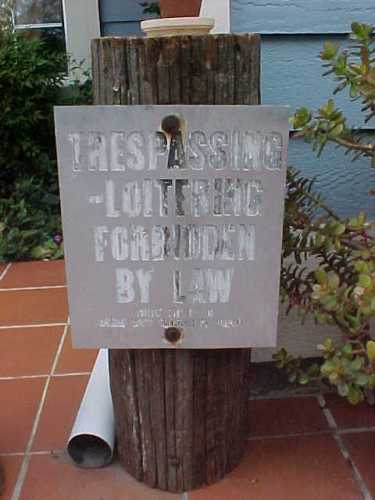 TRESPASSING
-LOITERING
FORBIDDEN
BY LAW